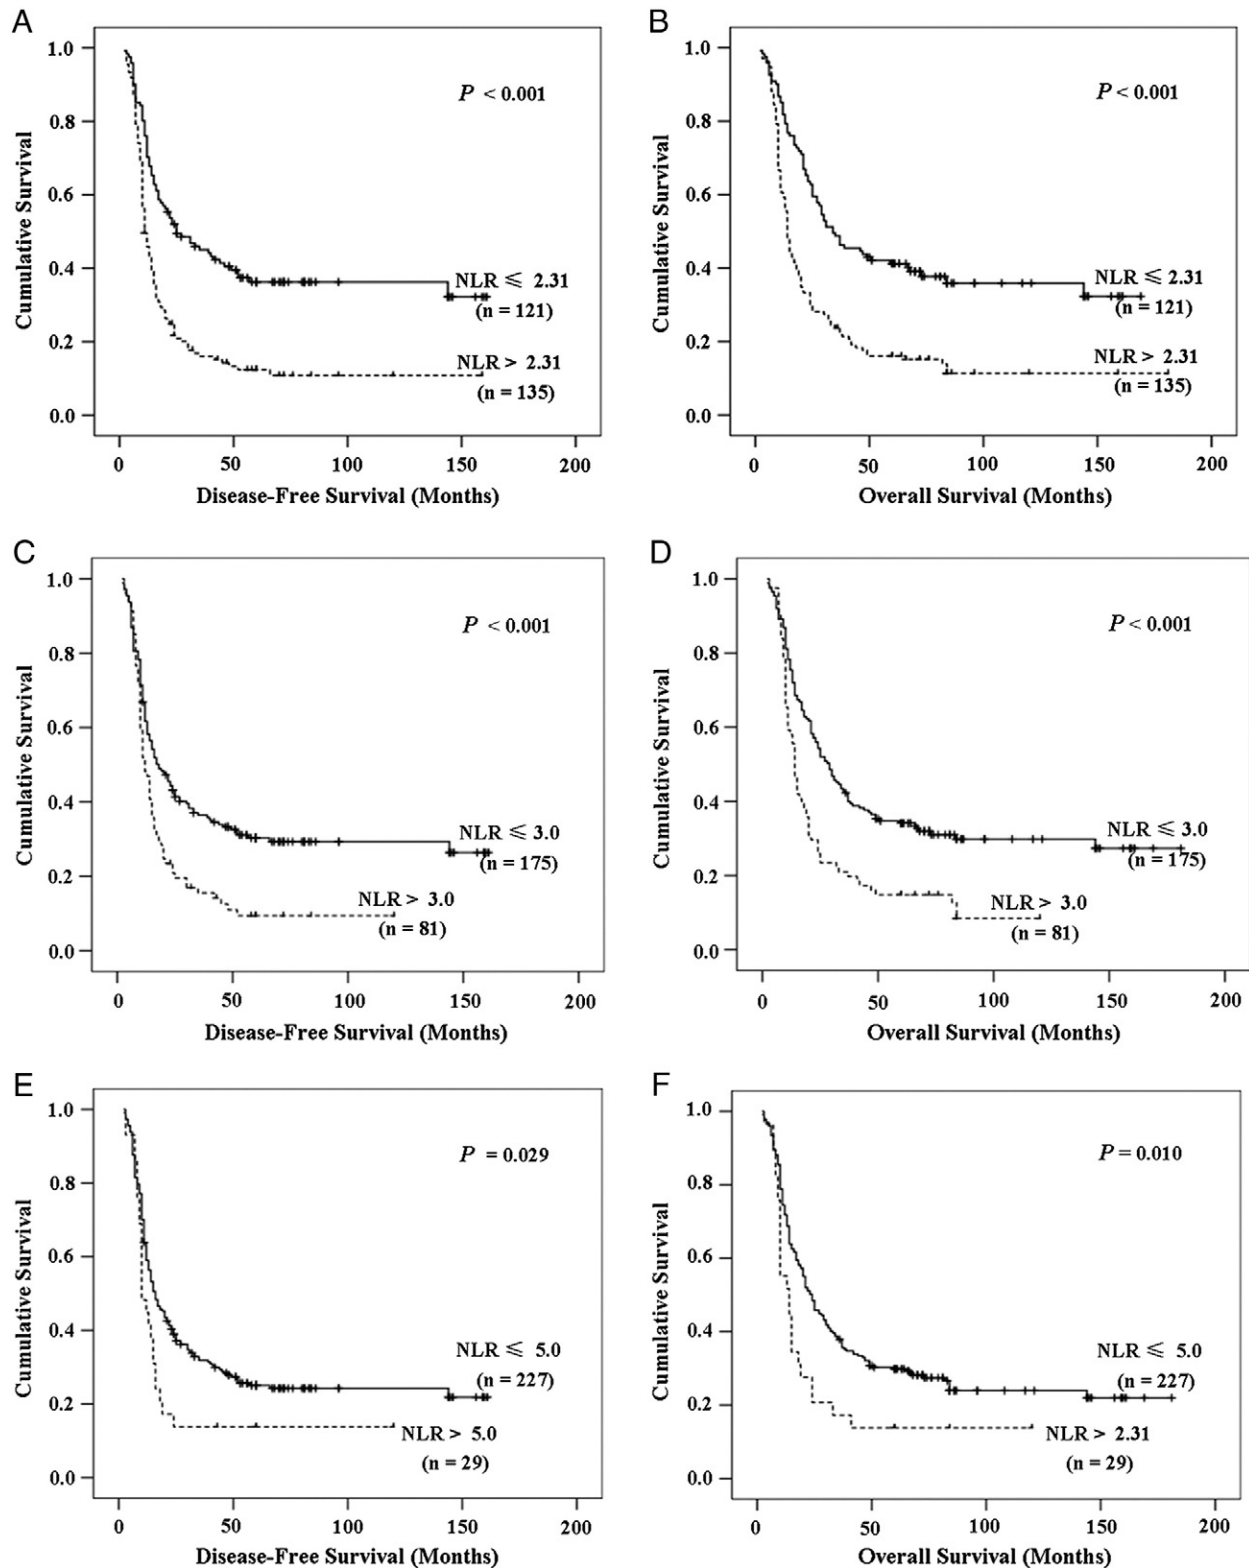 A
1.0
0.8
0.6
0.4
0.2
0.0
Cumulative Survival
P < 0.001
NLR ≤ 2.31
(n = 121)
NLR > 2.31
(n = 135)
0 50 100 150 200
Disease-Free Survival (Months)
B
1.0
0.8
0.6
0.4
0.2
0.0
Cumulative Survival
P < 0.001
NLR ≤ 2.31
(n = 121)
NLR > 2.31
(n = 135)
0 50 100 150 200
Overall Survival (Months)
C
1.0
0.8
0.6
0.4
0.2
0.0
Cumulative Survival
P < 0.001
NLR ≤ 3.0
(n = 175)
NLR > 3.0
(n = 81)
0 50 100 150 200
Disease-Free Survival (Months)
D
1.0
0.8
0.6
0.4
0.2
0.0
Cumulative Survival
P < 0.001
NLR ≤ 3.0
(n = 175)
NLR > 3.0
(n = 81)
0 50 100 150 200
Overall Survival (Months)
E
1.0
0.8
0.6
0.4
0.2
0.0
Cumulative Survival
P = 0.029
NLR ≤ 5.0
(n = 227)
NLR > 5.0
(n = 29)
0 50 100 150 200
Disease-Free Survival (Months)
F
1.0
0.8
0.6
0.4
0.2
0.0
Cumulative Survival
P = 0.010
NLR ≤ 5.0
(n = 227)
NLR > 2.31
(n = 29)
0 50 100 150 200
Overall Survival (Months)